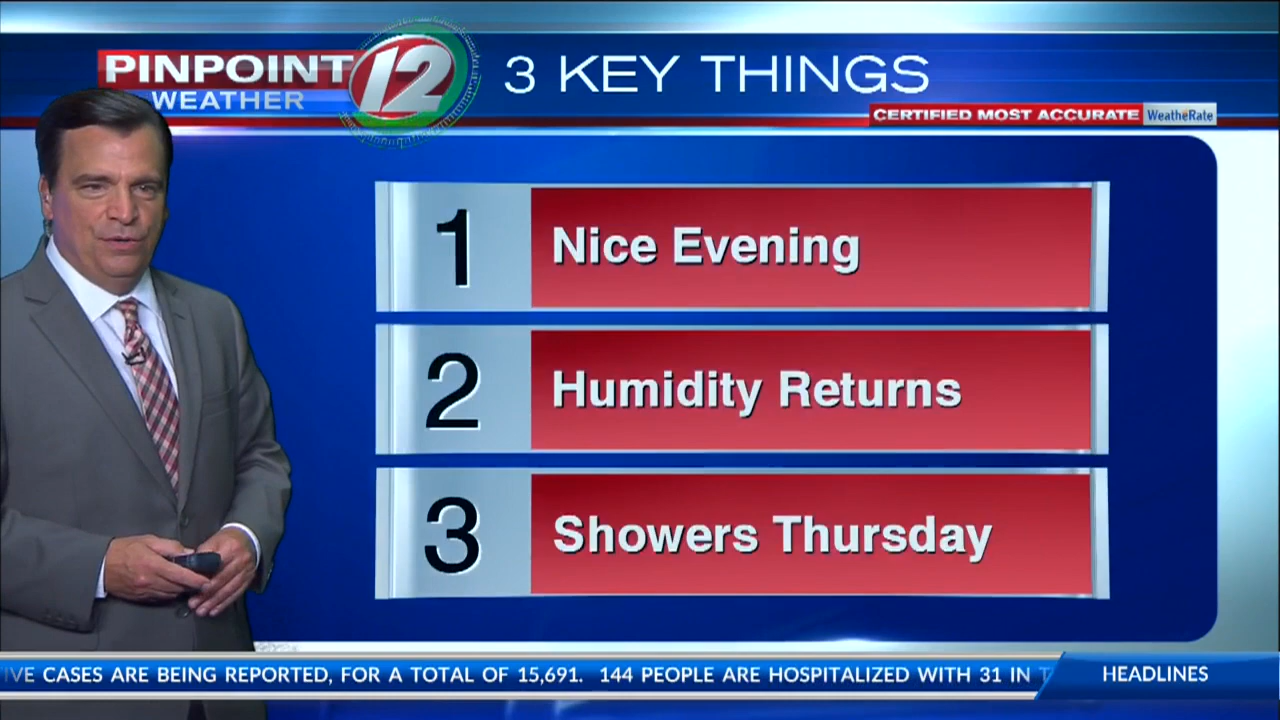 PINPOINT 12
WEATHER
3 KEY THINGS
CERTIFIED MOST ACCURATE WeatheRate
1 Nice Evening
2 Humidity Returns
3 Showers Thursday
IVE CASES ARE BEING REPORTED, FOR A TOTAL OF 15,691. 144 PEOPLE ARE HOSPITALIZED WITH 31 IN
HEADLINES